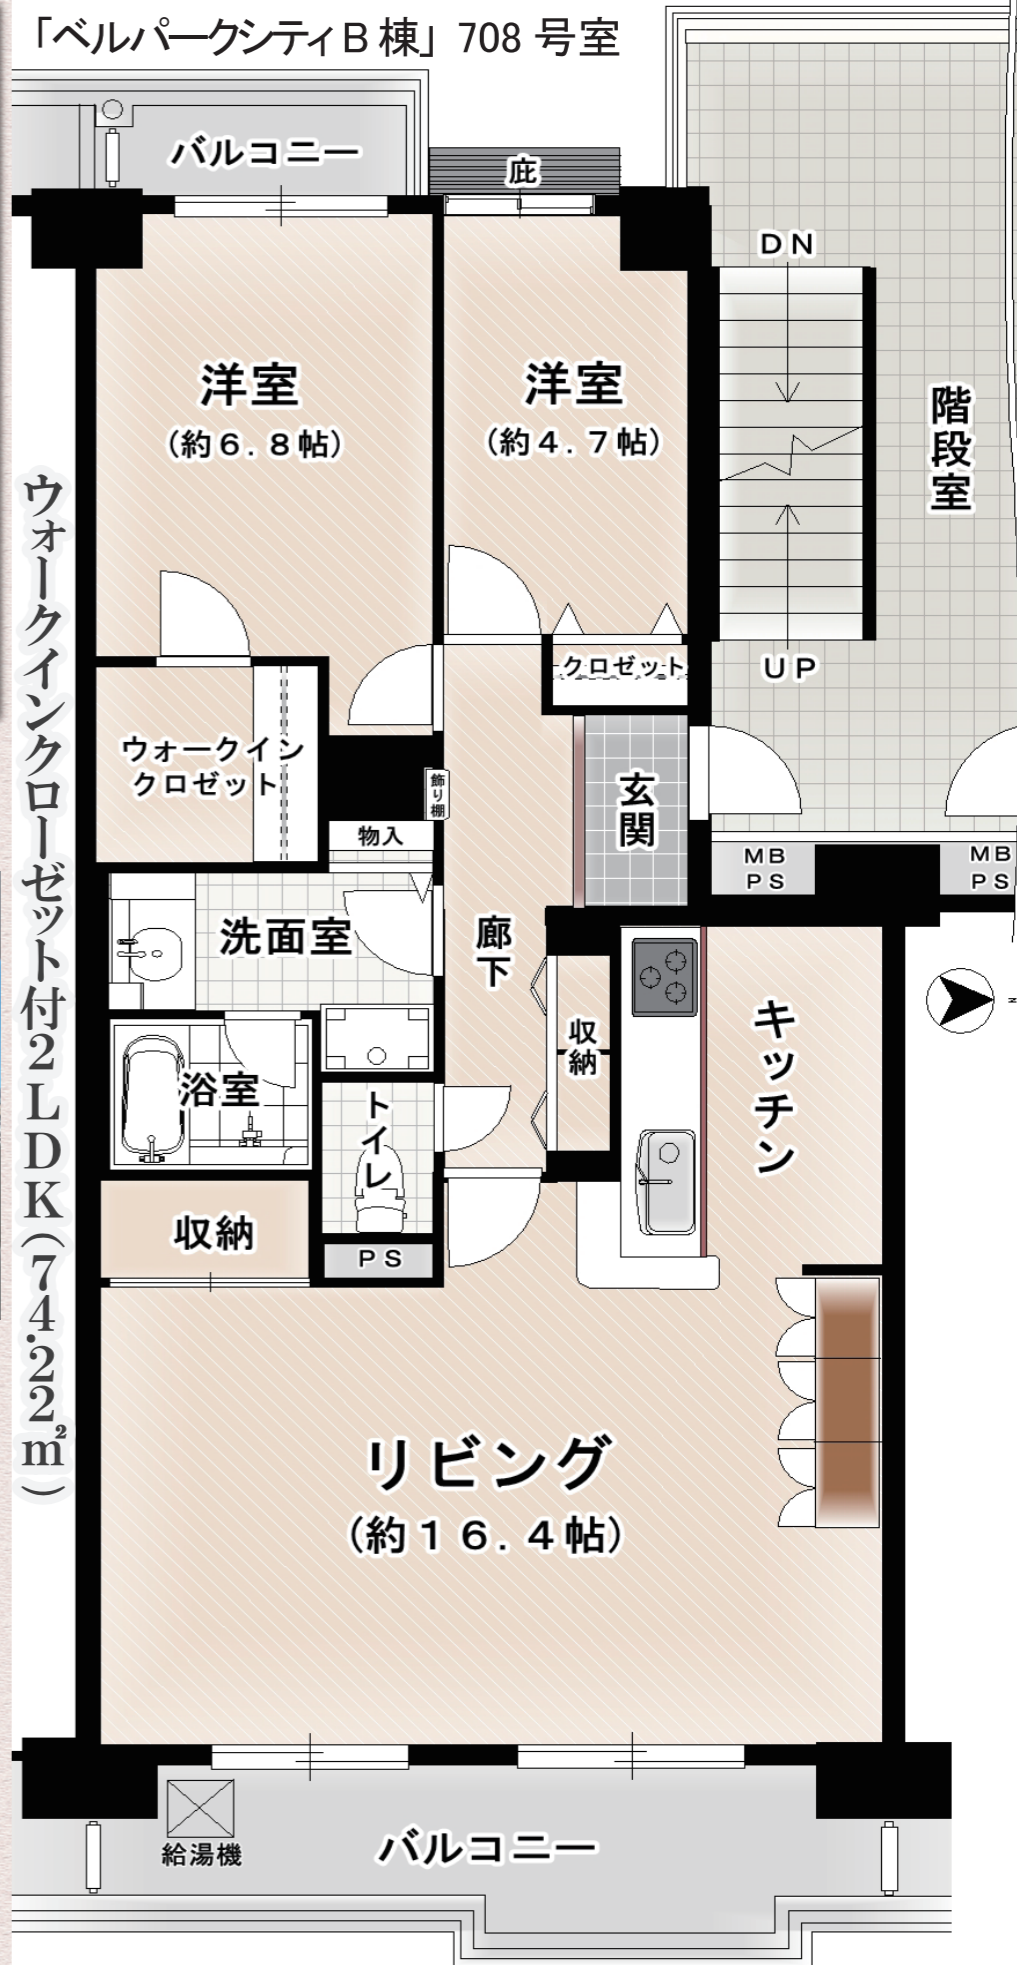 「ベルパークシティB棟」708号室
バルコニー
庇
DN
洋室
(約6.8帖)
洋室
(約4.7帖)
階段室
UP
クロゼット
ウォークイン
クロゼット
飾り棚
物入
玄関
MB
PS
MB
PS
洗面室
廊下
収納
キッチン
N
浴室
トイレ
収納
PS
リビング
(約16.4帖)
給湯機
バルコニー
ウォークインクローゼット付2LDK(74.22㎡)